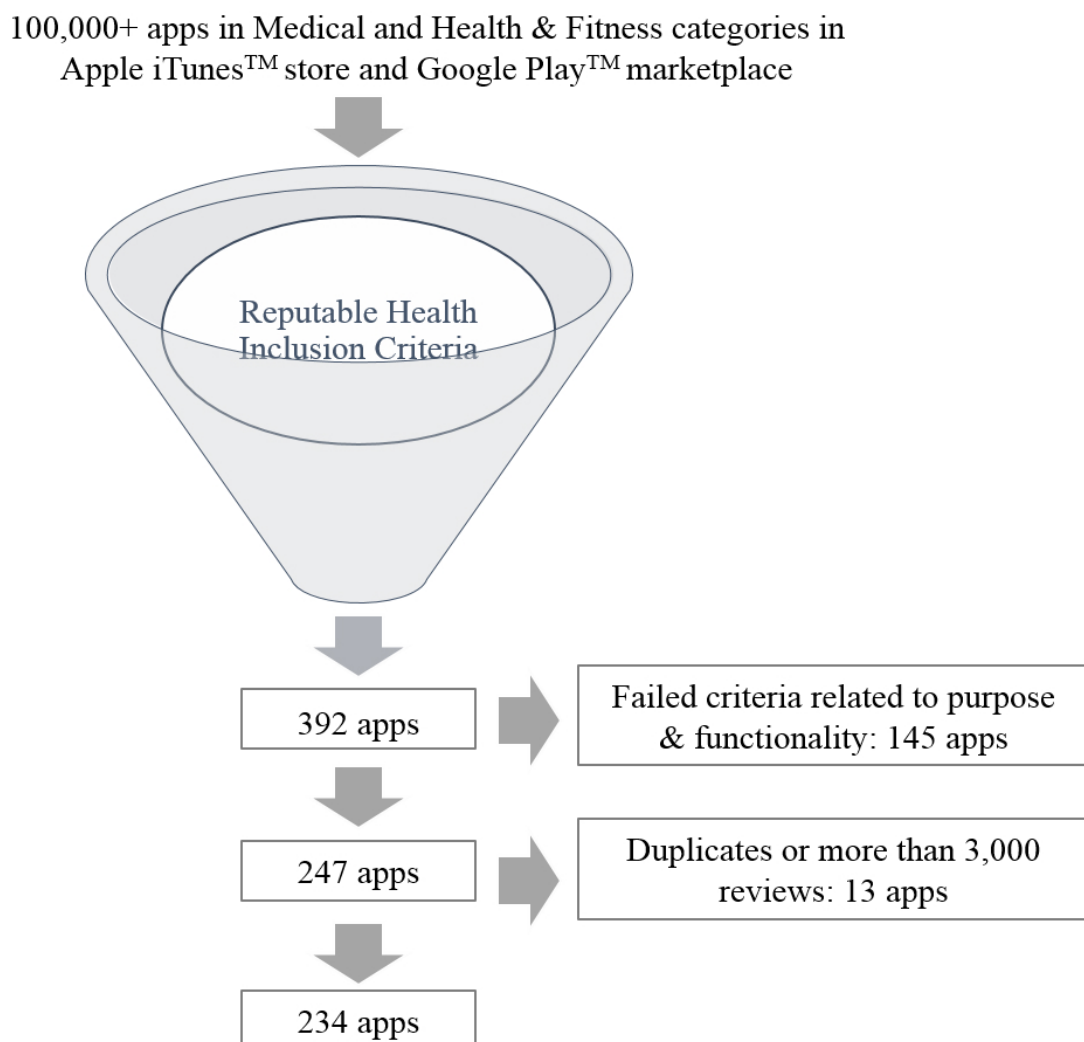 100,000+ apps in Medical and Health & Fitness categories in
Apple iTunes™ store and Google Play™ marketplace
Reputable Health
Inclusion Criteria
392 apps
Failed criteria related to purpose
& functionality: 145 apps
247 apps
Duplicates or more than 3,000
reviews: 13 apps
234 apps